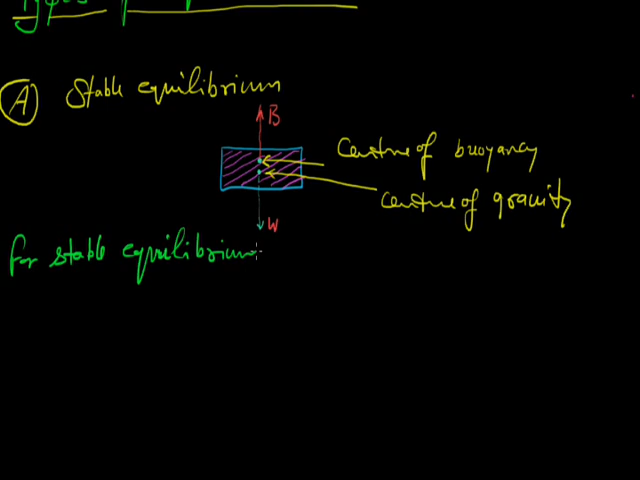 A Stable equilibrium
B
Centre of buoyancy
Centre of gravity
W
For stable equilibrium